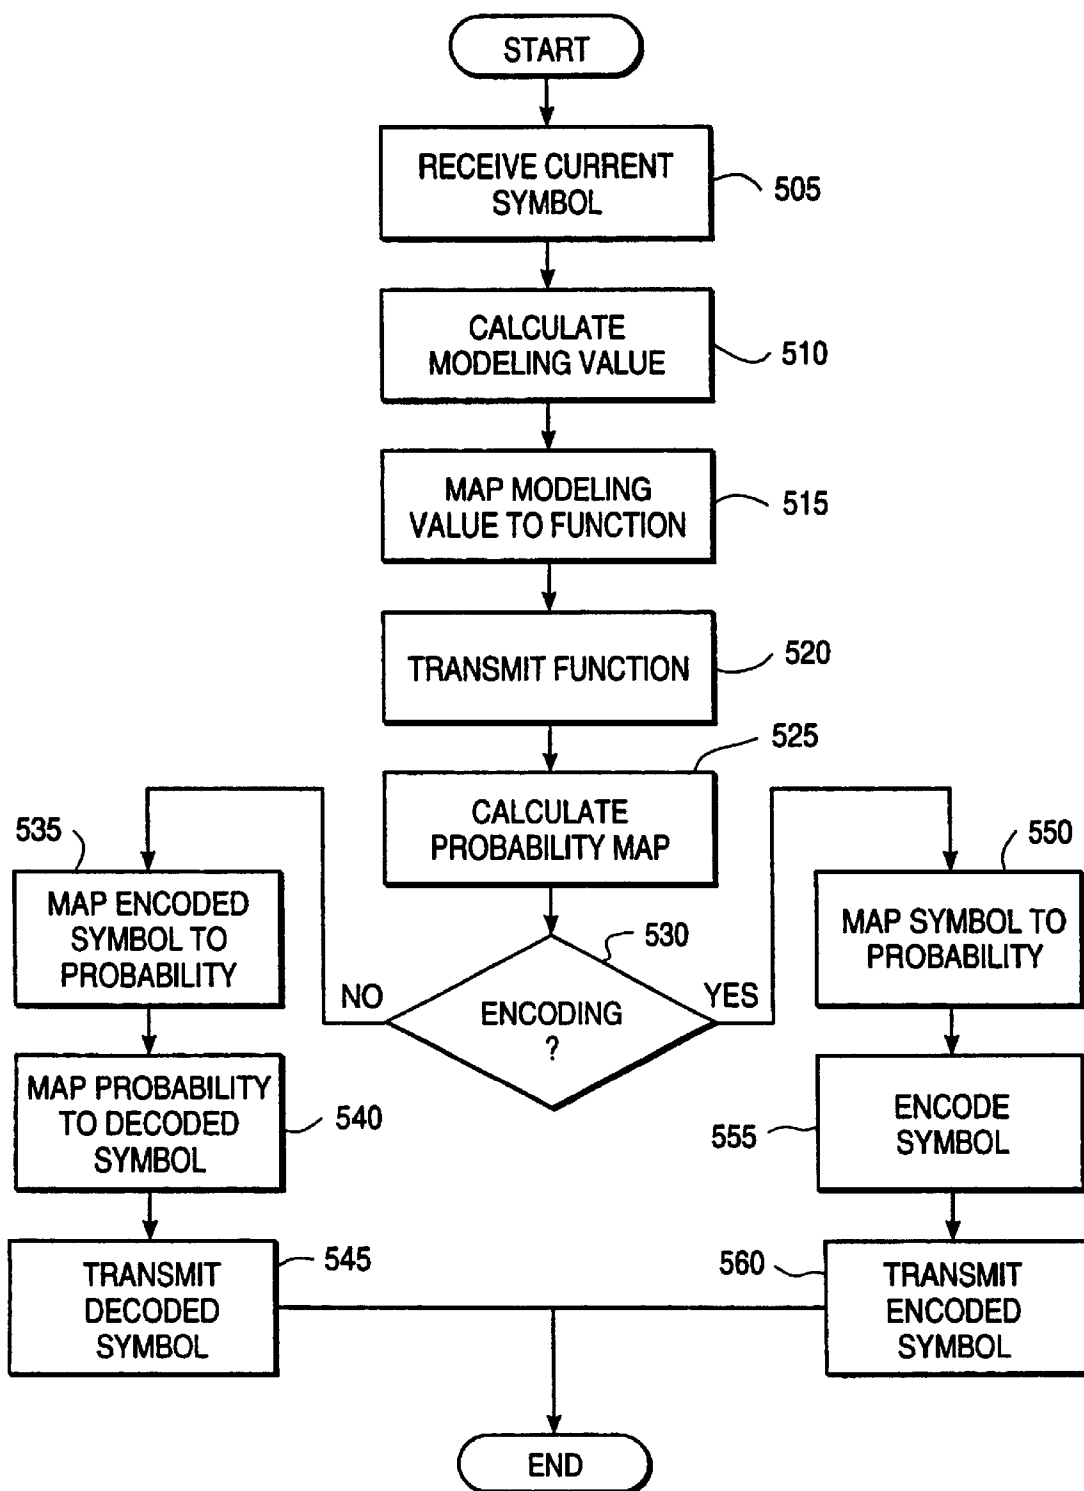 START
RECEIVE CURRENT
SYMBOL
505
CALCULATE
MODELING VALUE
510
MAP MODELING
VALUE TO FUNCTION
515
TRANSMIT FUNCTION
520
525
CALCULATE
PROBABILITY MAP
530
ENCODING
?
NO
YES
535
MAP ENCODED
SYMBOL TO
PROBABILITY
MAP PROBABILITY
TO DECODED
SYMBOL
540
TRANSMIT
DECODED
SYMBOL
545
550
MAP SYMBOL TO
PROBABILITY
555
ENCODE
SYMBOL
560
TRANSMIT
ENCODED
SYMBOL
END